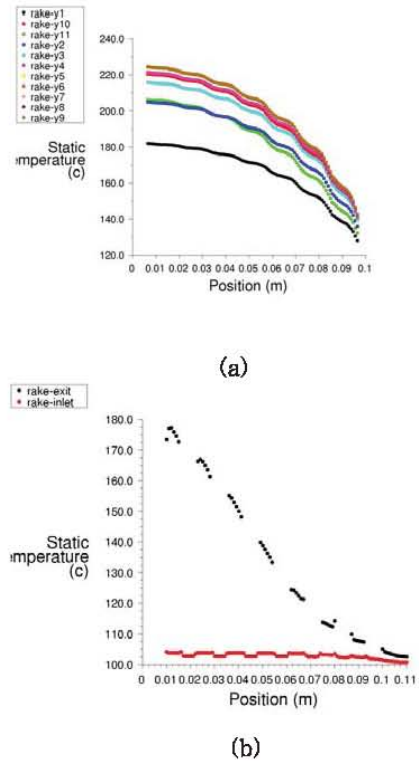 rake-y1
rake-y10
rake-y11
rake-y2
rake-y3
rake-y4
rake-y5
rake-y6
rake-y7
rake-y8
rake-y9
240.0
220.0
200.0
180.0
160.0
140.0
120.0
Static
emperature
(c)
0 0.01 0.02 0.03 0.04 0.05 0.06 0.07 0.08 0.09 0.1
Position (m)
(a)
rake-exit
rake-inlet
180.0
170.0
160.0
150.0
140.0
130.0
120.0
110.0
100.0
Static
emperature
(c)
0 0.01 0.02 0.03 0.04 0.05 0.06 0.07 0.08 0.09 0.1 0.11
Position (m)
(b)